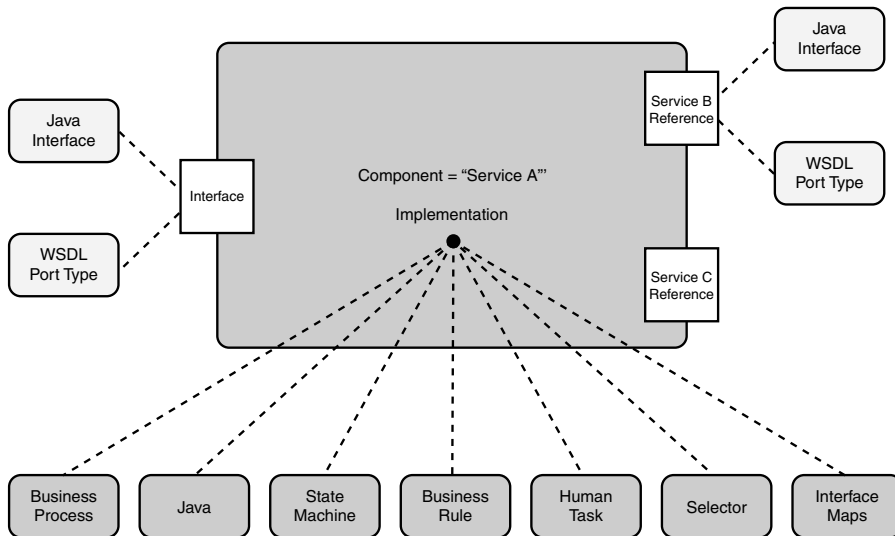 Java
Interface
Service B
Reference
Java
Interface
WSDL
Port Type
Component = “Service A”’
Interface
Implementation
WSDL
Port Type
Service C
Reference
Business
Process
Java
State
Machine
Business
Rule
Human
Task
Selector
Interface
Maps